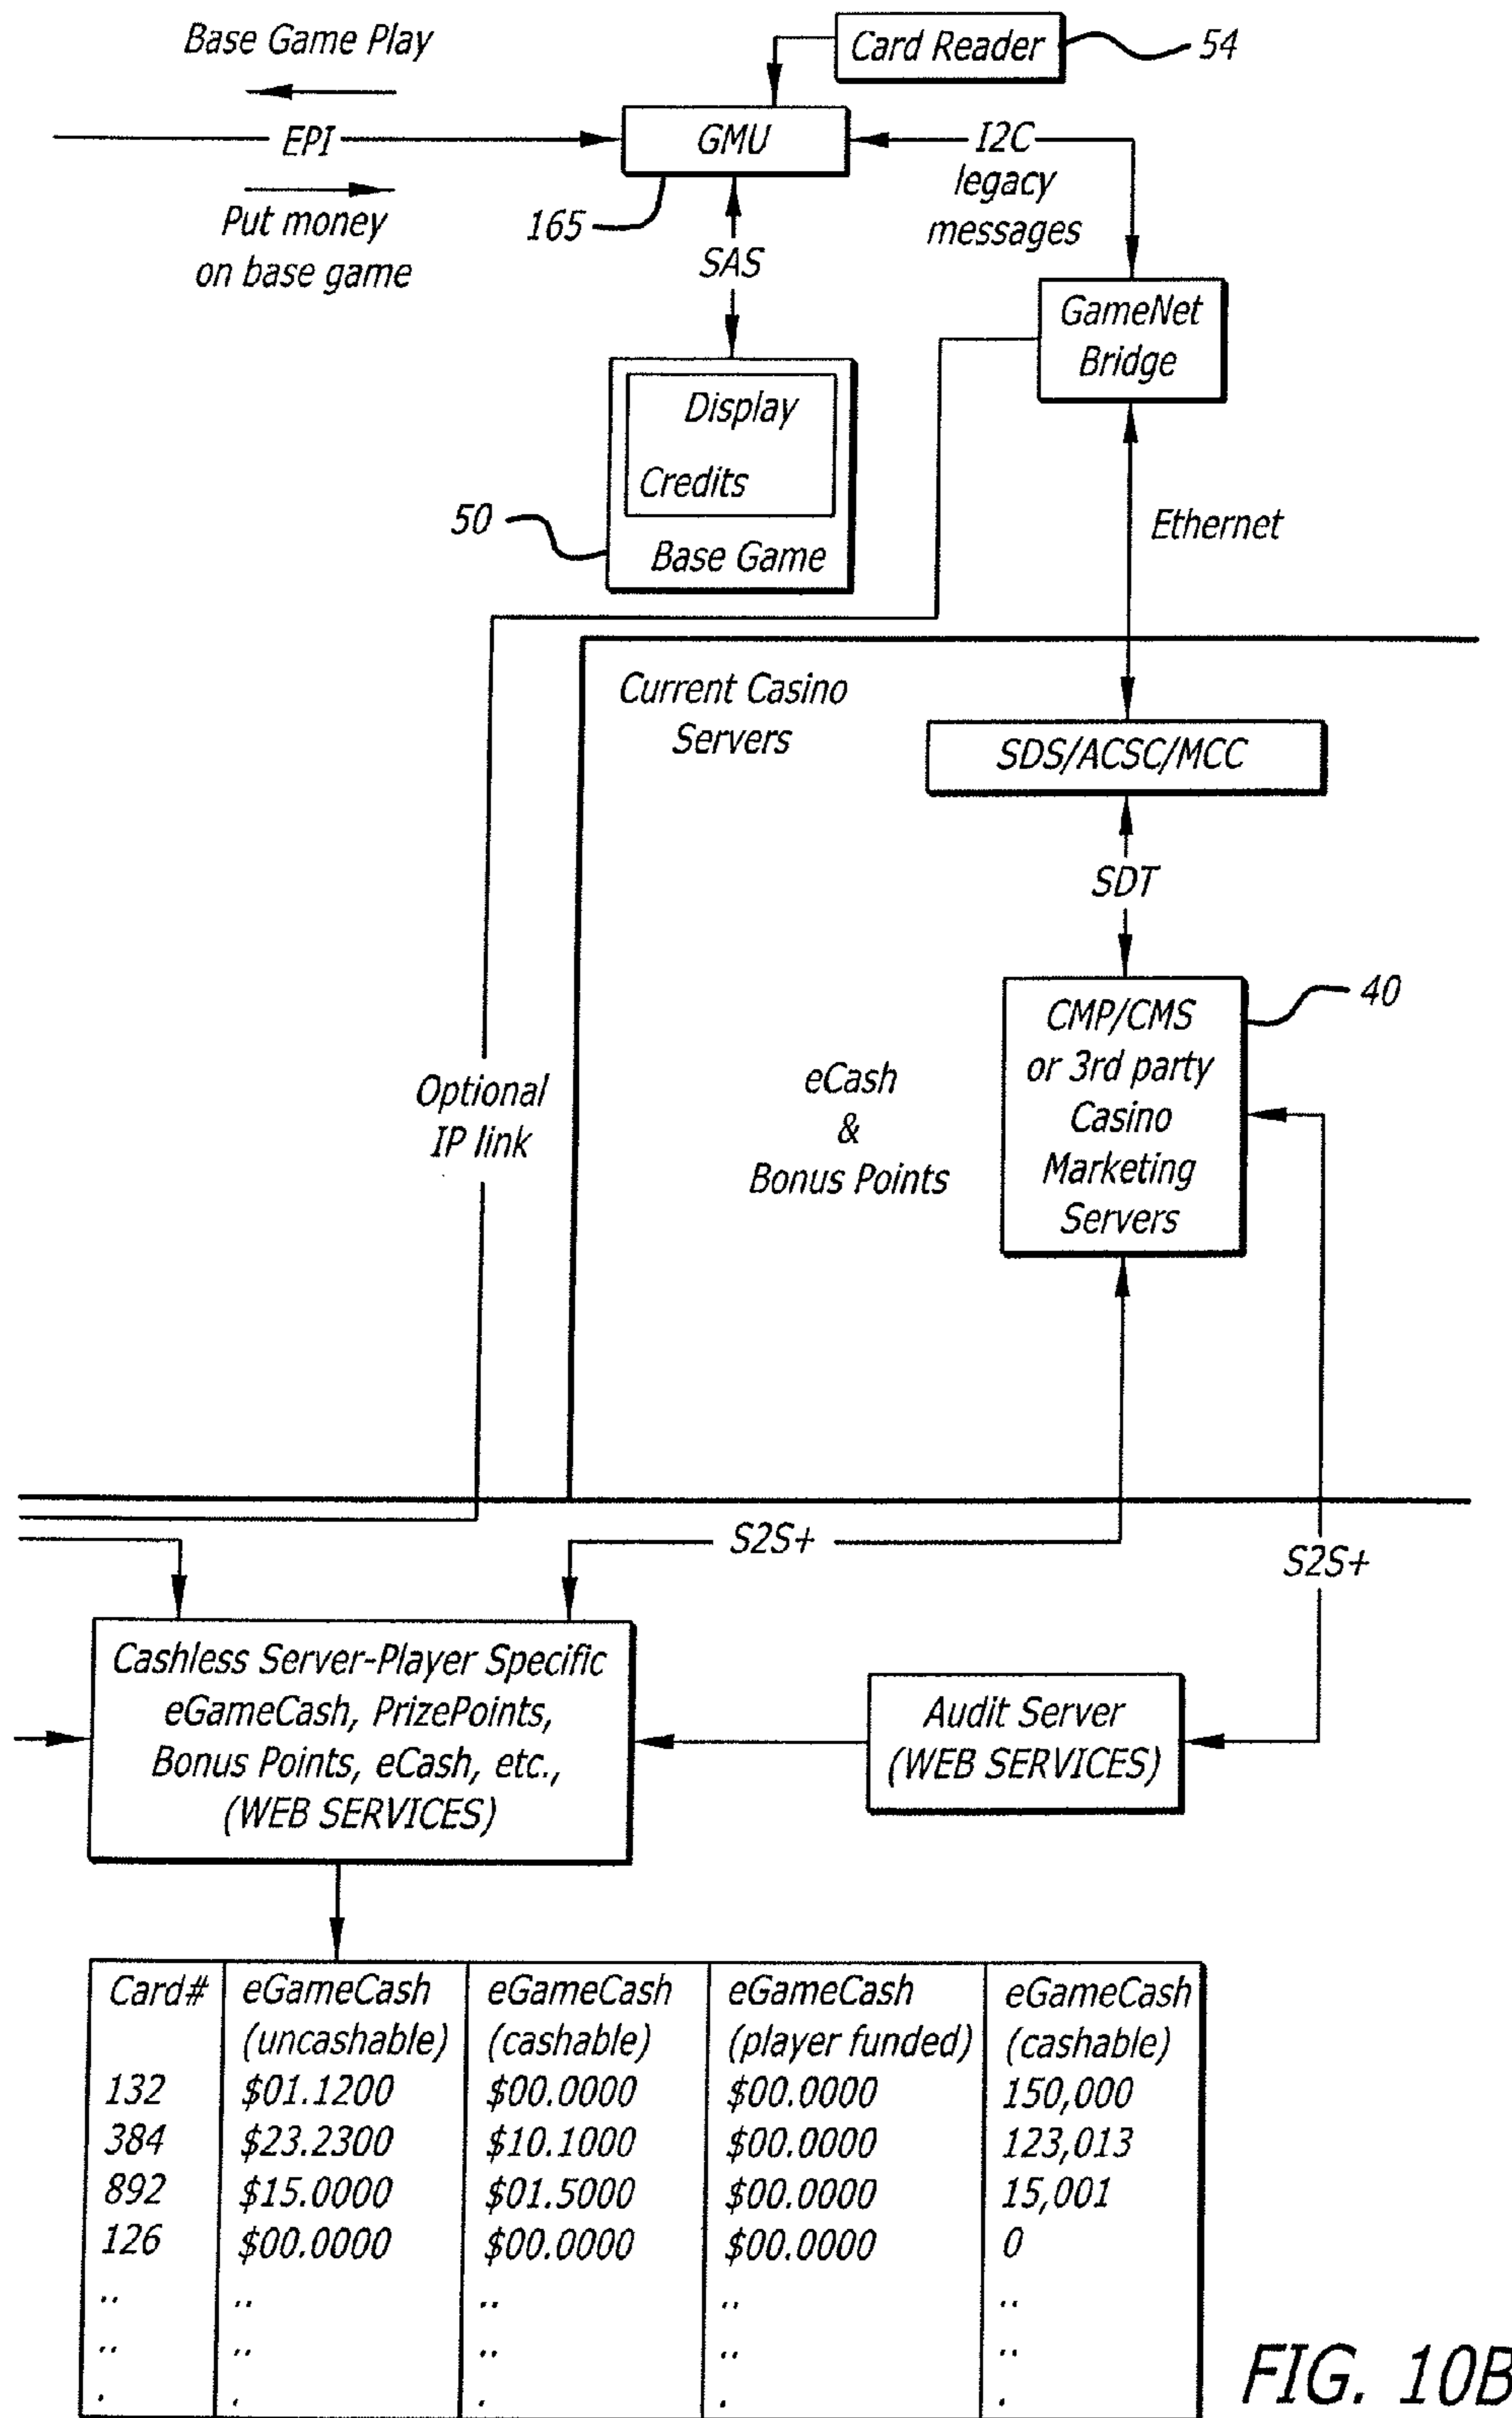 Base Game Play
Card Reader
54
EPI
GMU
I2C
legacy
messages
Put money
on base game
165
SAS
GameNet
Bridge
Display
Credits
50
Base Game
Ethernet
Current Casino
Servers
SDS/ACSC/MCC
SDT
40
CMP/CMS
or 3rd party
Casino
Marketing
Servers
eCash
&
Bonus Points
Optional
IP link
S2S+
S2S+
Cashless Server-Player Specific
eGameCash, PrizePoints,
Bonus Points, eCash, etc.,
(WEB SERVICES)
Audit Server
(WEB SERVICES)
Card# eGameCash eGameCash eGameCash eGameCash
(uncashable) (cashable) (player funded) (cashable)
132 $01.1200 $00.0000 $00.0000 150,000
384 $23.2300 $10.1000 $00.0000 123,013
892 $15.0000 $01.5000 $00.0000 15,001
126 $00.0000 $00.0000 $00.0000 0
.. .. .. .. ..
.. .. .. .. ..
. . . . .
FIG. 10B